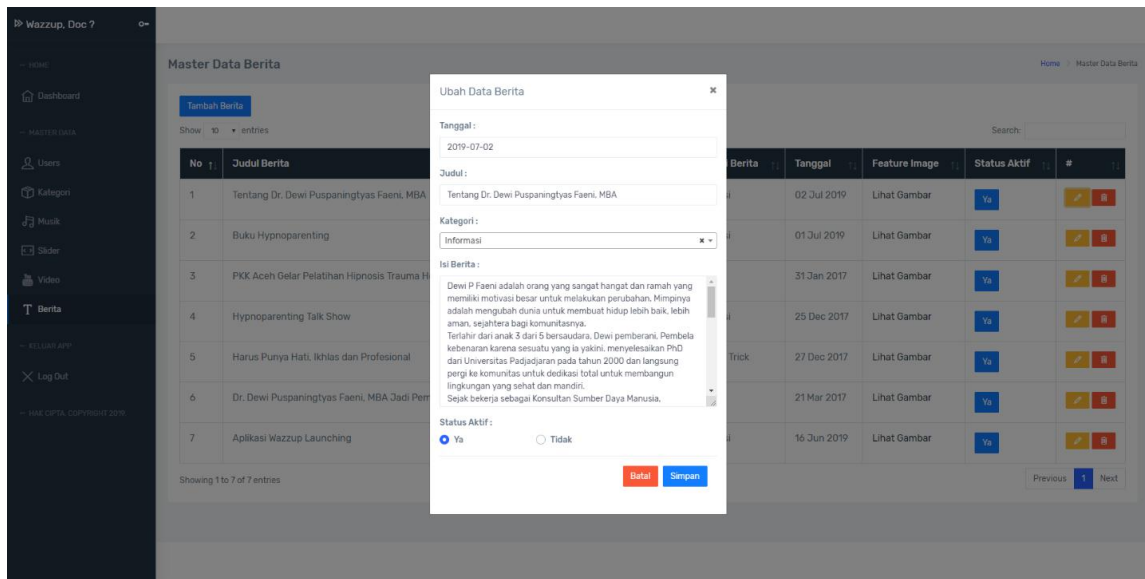 Wazzup, Doc ?
— HOME
Dashboard
— MASTER DATA
Users
Kategori
Musik
Slider
Video
Berita
— KELUAR APP
Log Out
— HAK CIPTA: COPYRIGHT 2019.
Master Data Berita
Home / Master Data Berita
Tambah Berita
Show 10 entries
Search:
No Judul Berita Berita Tanggal Feature Image Status Aktif #
1 Tentang Dr. Dewi Puspaningtyas Faeni, MBA 02 Jul 2019 Lihat Gambar Ya
2 Buku Hypnoparenting 01 Jul 2019 Lihat Gambar Ya
3 PKK Aceh Gelar Pelatihan Hipnosis Trauma 31 Jan 2017 Lihat Gambar Ya
4 Hypnoparenting Talk Show 25 Dec 2017 Lihat Gambar Ya
5 Harus Punya Hati, Ikhlas dan Profesional Trick 27 Dec 2017 Lihat Gambar Ya
6 Dr. Dewi Puspaningtyas Faeni, MBA Jadi 21 Mar 2017 Lihat Gambar Ya
7 Aplikasi Wazzup Launching 16 Jun 2019 Lihat Gambar Ya
Showing 1 to 7 of 7 entries
Previous 1 Next
Ubah Data Berita
Tanggal :
2019-07-02
Judul :
Tentang Dr. Dewi Puspaningtyas Faeni, MBA
Kategori :
Informasi
Isi Berita :
Dewi P Faeni adalah orang yang sangat hangat dan ramah yang
memiliki motivasi besar untuk melakukan perubahan. Mimpinya
adalah mengubah dunia untuk membuat hidup lebih baik, lebih
aman, sejahtera bagi komunitasnya.
Terlahir dari anak 3 dari 5 bersaudara, Dewi pemberani, Pembela
kebenaran karena sesuatu yang ia yakini, menyelesaikan PhD
dari Universitas Padjadjaran pada tahun 2000 dan langsung
pergi ke komunitas untuk dedikasi total untuk membangun
lingkungan yang sehat dan mandiri.
Sejak bekerja sebagai Konsultan Sumber Daya Manusia,
Status Aktif :
Ya Tidak
Batal Simpan